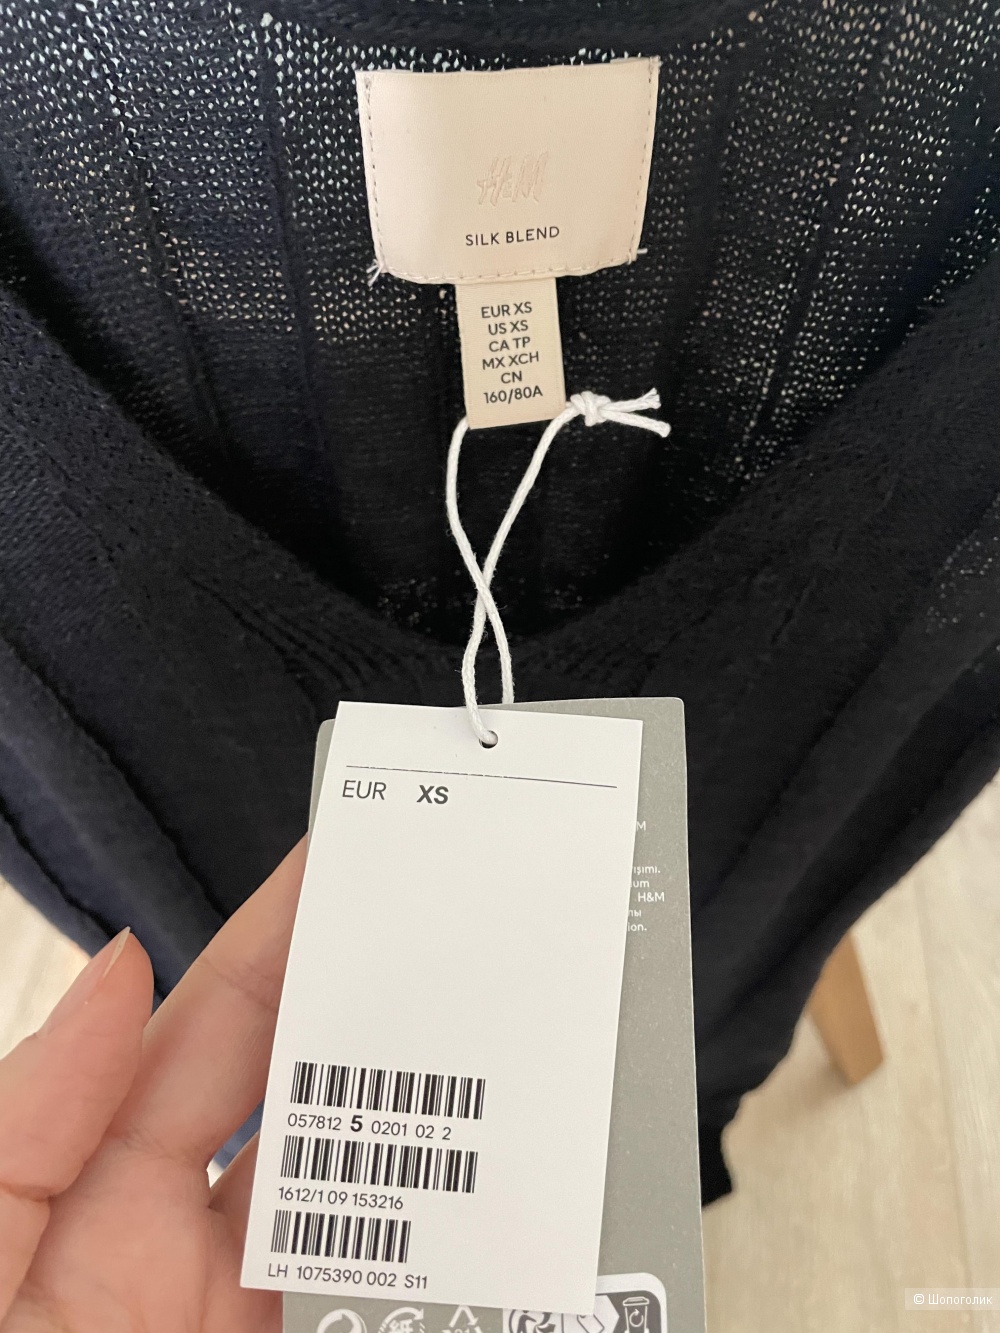 H&M
SILK BLEND
EUR XS
US XS
CA TP
MX XCH
CN
160/80A
EUR XS
M
H&M
ion.
057812 5 0201 02 2
1612/1 09 153216
LH 1075390 002 S11
© Шопоголик